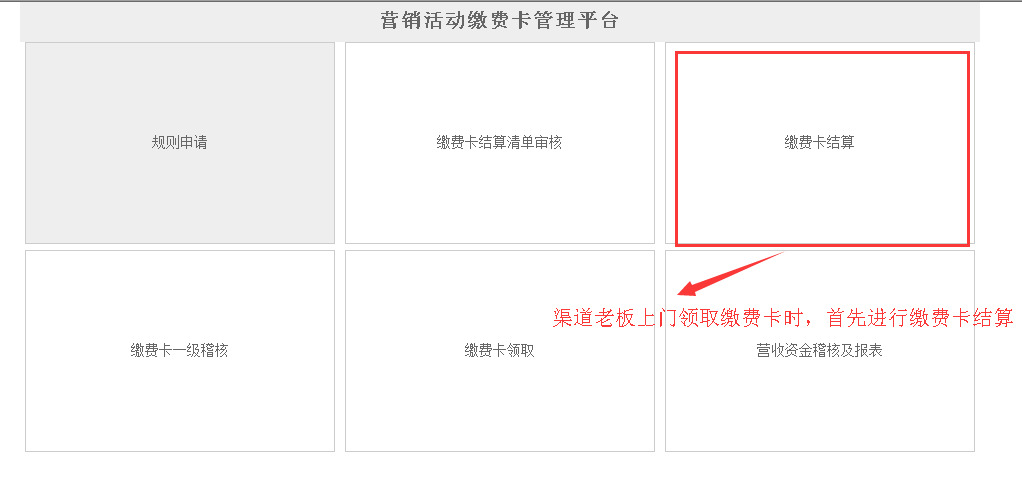 营销活动缴费卡管理平台
规则申请
缴费卡结算清单审核
缴费卡结算
渠道老板上门领取缴费卡时，首先进行缴费卡结算
缴费卡一级稽核
缴费卡领取
营收资金稽核及报表